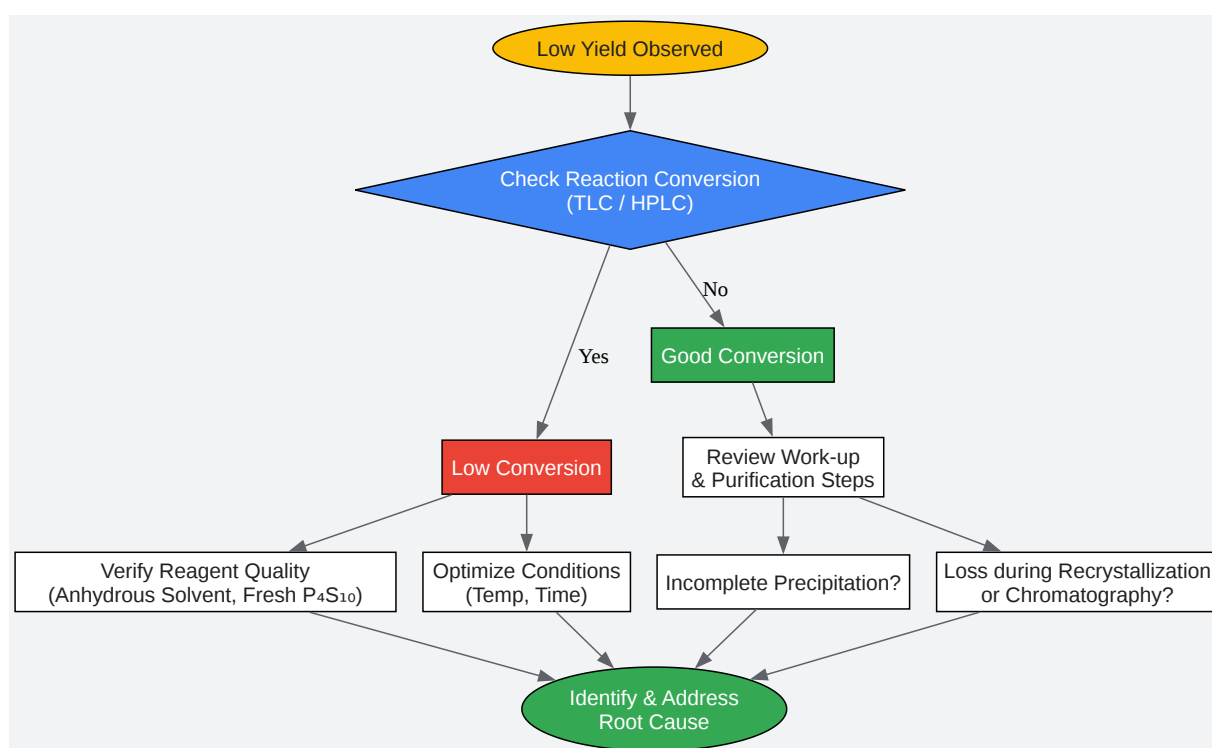 Low Yield Observed
Check Reaction Conversion
(TLC / HPLC)
No
Yes
Good Conversion
Low Conversion
Review Work-up
& Purification Steps
Verify Reagent Quality
(Anhydrous Solvent, Fresh P₄S₁₀)
Optimize Conditions
(Temp, Time)
Incomplete Precipitation?
Loss during Recrystallization
or Chromatography?
Identify & Address
Root Cause